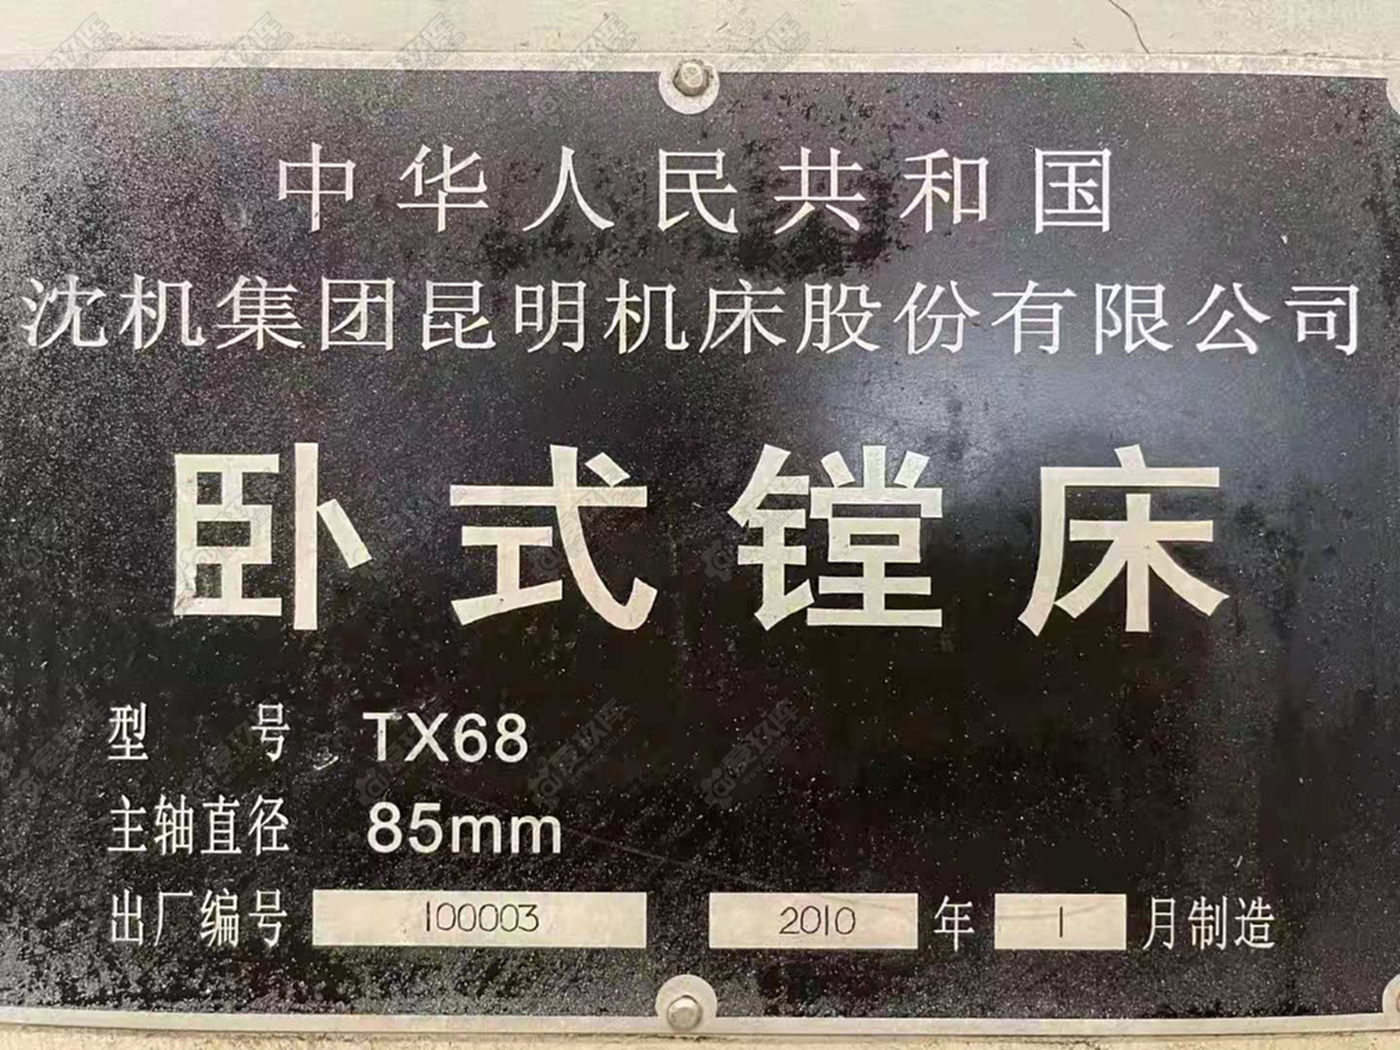 中华人民共和国
沈机集团昆明机床股份有限公司
卧式镗床
型号 TX68
主轴直径 85mm
出厂编号 100003 2010 年 1 月制造